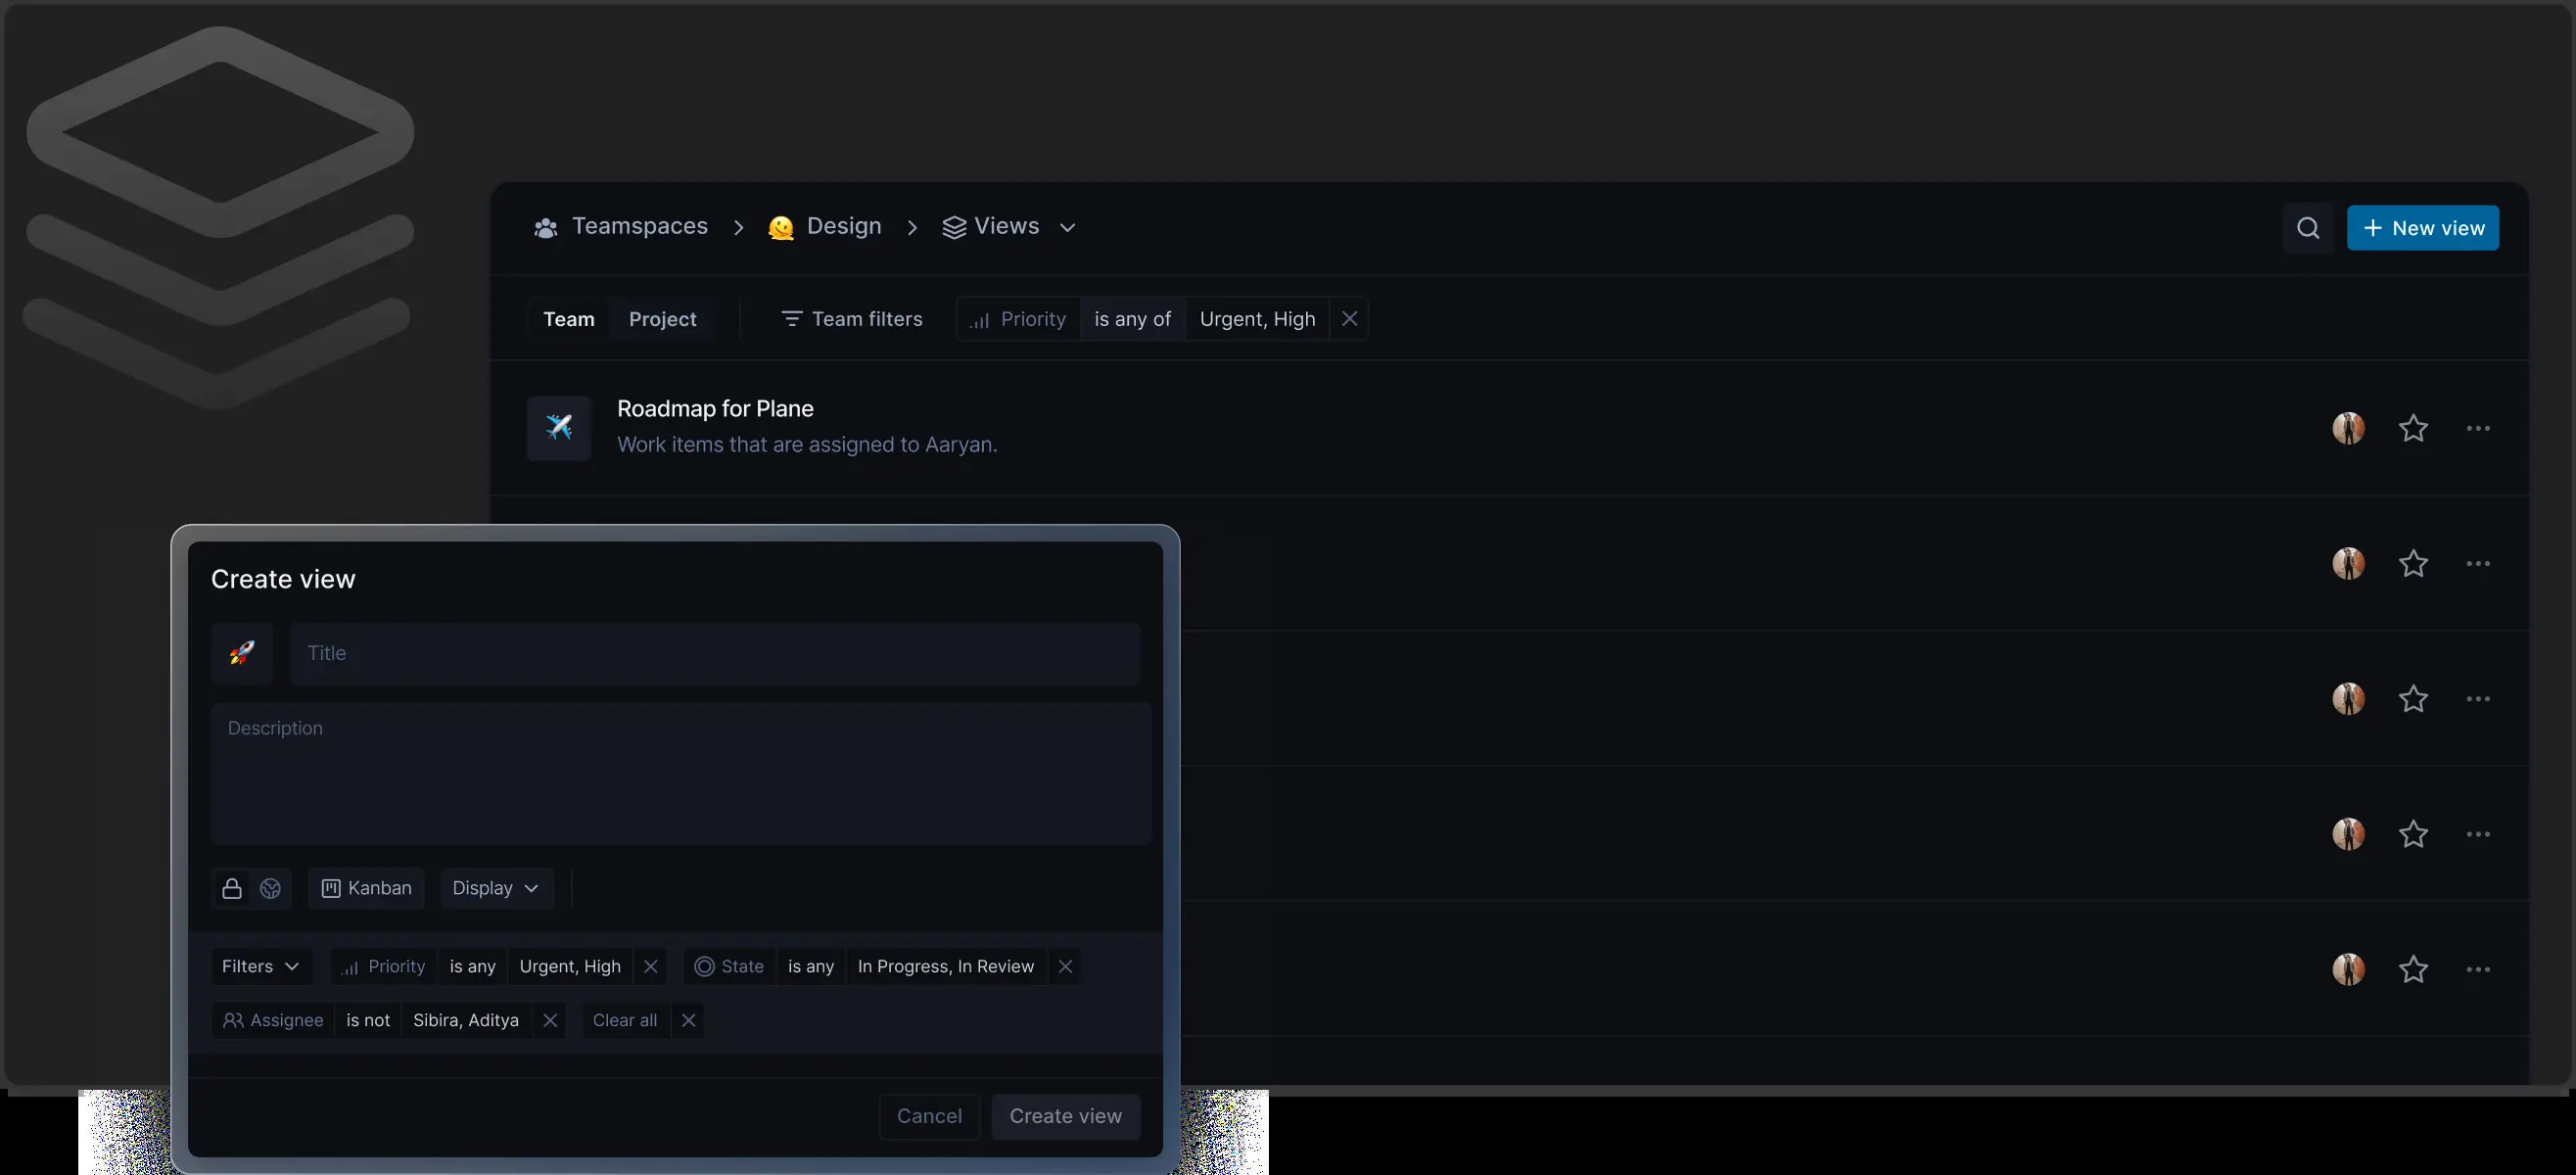 Teamspaces Design Views
New view
Team Project Team filters Priority is any of Urgent, High
Roadmap for Plane
Work items that are assigned to Aaryan.
Create view
Title
Description
Kanban Display
Filters Priority is any Urgent, High State is any In Progress, In Review
Assignee is not Sibira, Aditya Clear all
Cancel Create view